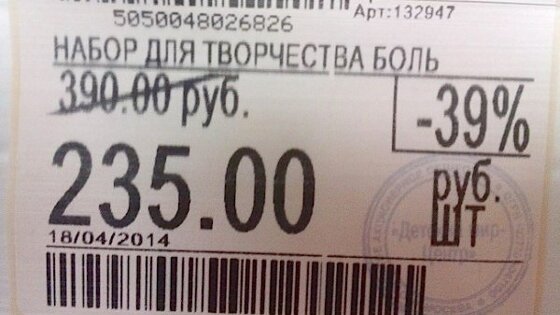 Арт:132947
5050048026826
НАБОР ДЛЯ ТВОРЧЕСТВА БОЛЬ
390.00 руб.
-39%
235.00
руб.
ШТ
18/04/2014